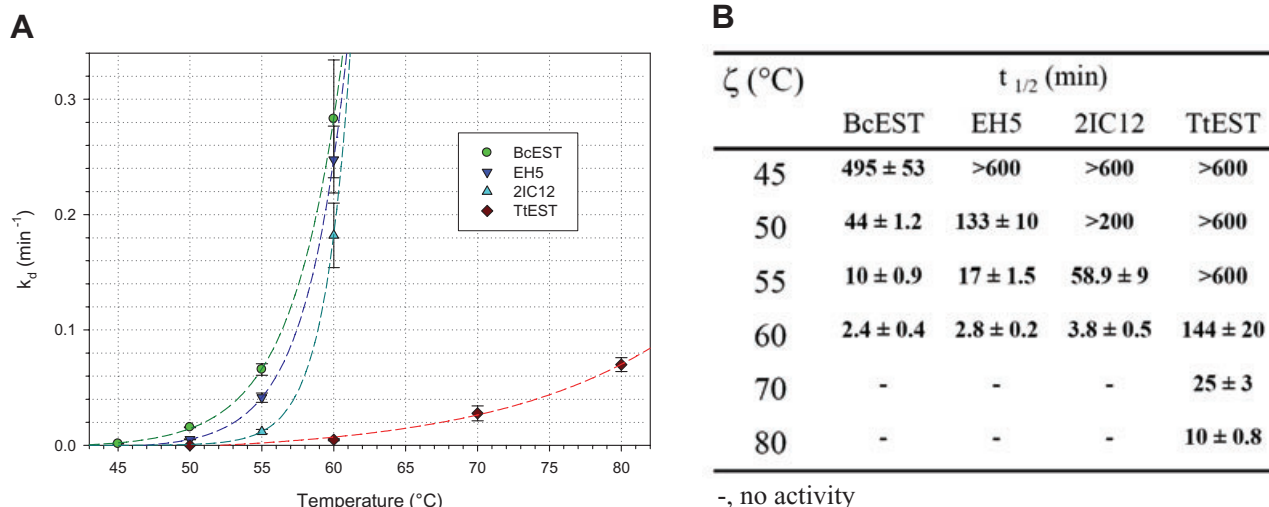 A
k_d (min⁻¹)
0.3
0.2
0.1
0.0
45 50 55 60 65 70 75 80
Temperature (°C)
BcEST
EH5
2IC12
TtEST
B
ζ (°C) t 1/2 (min)
BcEST EH5 2IC12 TtEST
45 495 ± 53 >600 >600 >600
50 44 ± 1.2 133 ± 10 >200 >600
55 10 ± 0.9 17 ± 1.5 58.9 ± 9 >600
60 2.4 ± 0.4 2.8 ± 0.2 3.8 ± 0.5 144 ± 20
70 - - - 25 ± 3
80 - - - 10 ± 0.8
-, no activity